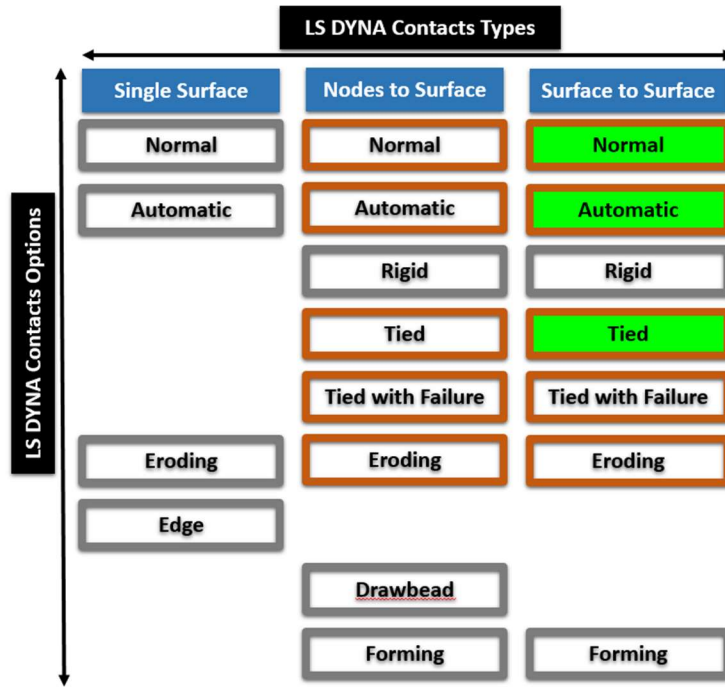 LS DYNA Contacts Types
LS DYNA Contacts Options
Single Surface
Nodes to Surface
Surface to Surface
Normal
Normal
Normal
Automatic
Automatic
Automatic
Rigid
Rigid
Tied
Tied
Tied with Failure
Tied with Failure
Eroding
Eroding
Eroding
Edge
Drawbead
Forming
Forming